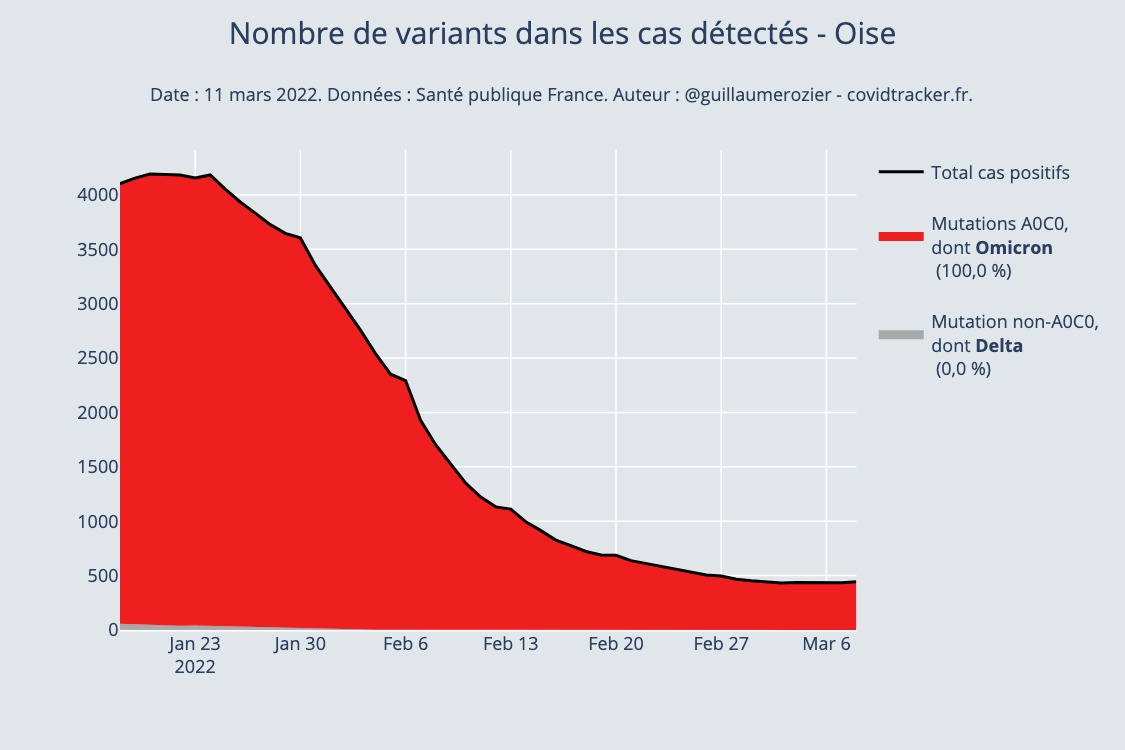 Nombre de variants dans les cas détectés - Oise
Date : 11 mars 2022. Données : Santé publique France. Auteur : @guillaumerozier - covidtracker.fr.
4000
3500
3000
2500
2000
1500
1000
500
0
Jan 23
2022
Jan 30
Feb 6
Feb 13
Feb 20
Feb 27
Mar 6
Total cas positifs
Mutations A0C0,
dont Omicron
(100,0 %)
Mutation non-A0C0,
dont Delta
(0,0 %)